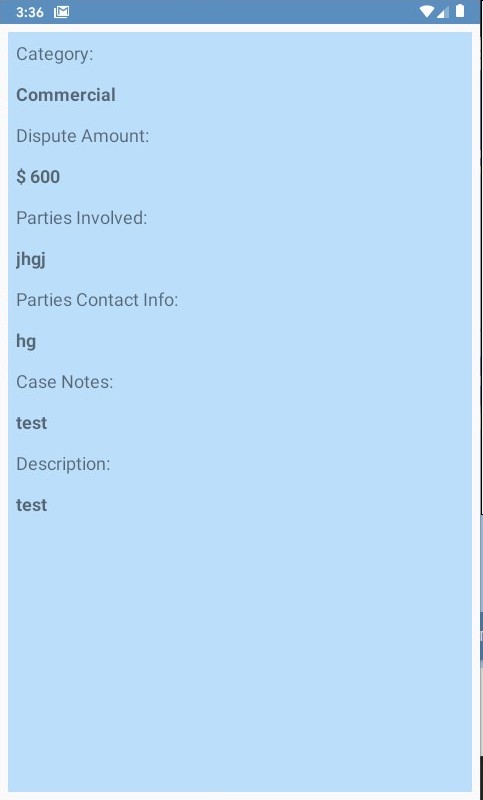 3:36
Category:
Commercial
Dispute Amount:
$ 600
Parties Involved:
jhgj
Parties Contact Info:
hg
Case Notes:
test
Description:
test